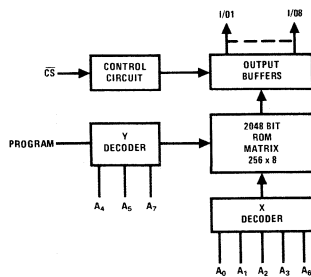 I/O1 I/O8
CS
CONTROL
CIRCUIT
OUTPUT
BUFFERS
PROGRAM
Y
DECODER
2048 BIT
ROM
MATRIX
256 x 8
A4 A5 A7
X
DECODER
A0 A1 A2 A3 A6